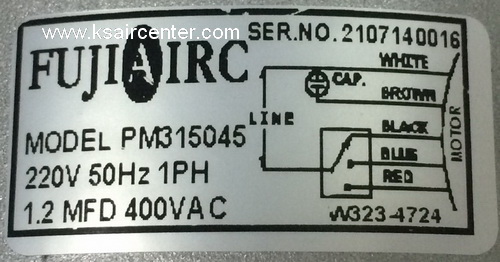 www.ksaircenter.com
FUJIAIRC
SER.NO. 2107140016
WHITE
CAP.
BROWN
LINE
BLACK
BLUE
RED
MOTOR
MODEL PM315045
220V 50Hz 1PH
1.2 MFD 400VAC
W323-4724